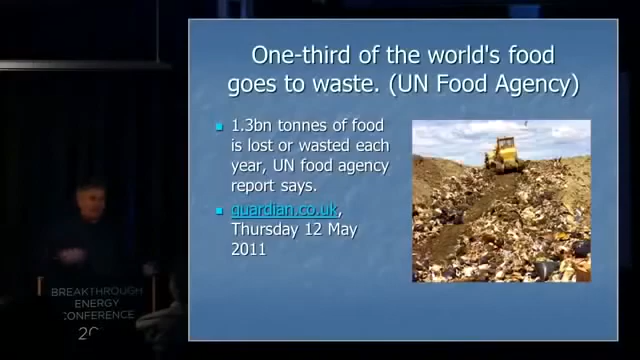 One-third of the world's food
goes to waste. (UN Food Agency)
1.3bn tonnes of food
is lost or wasted each
year, UN food agency
report says.
guardian.co.uk,
Thursday 12 May
2011
BREAKTHROUGH
ENERGY
CONFERENCE